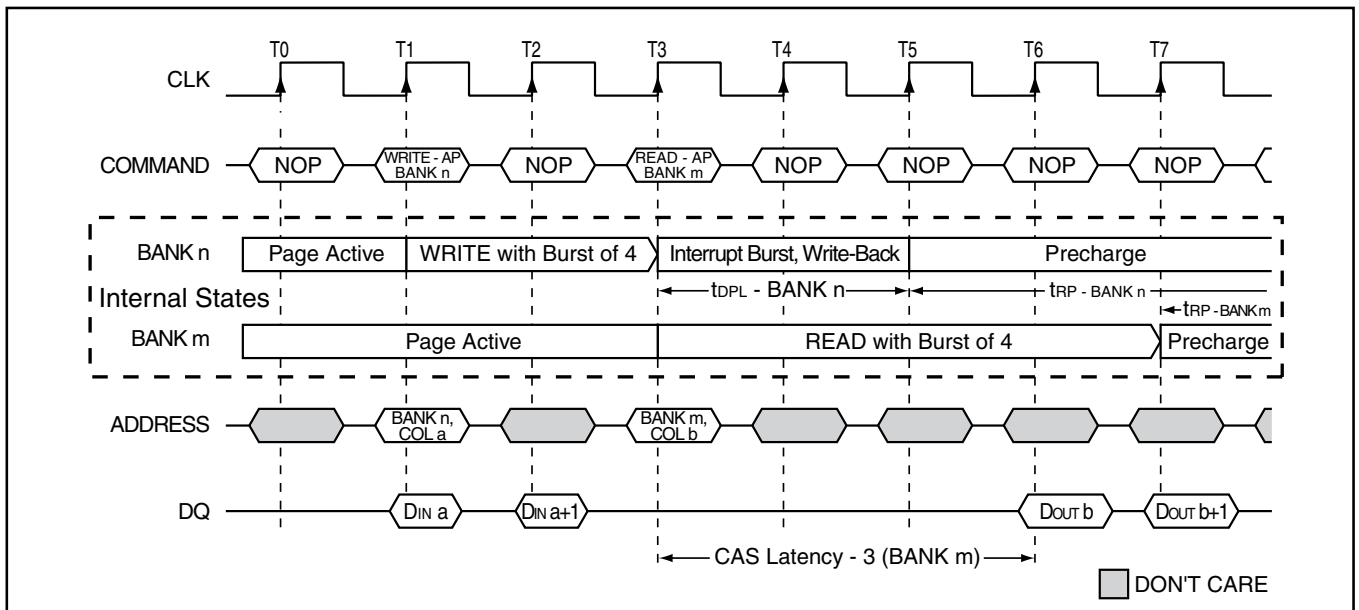 T0 T1 T2 T3 T4 T5 T6 T7
CLK
COMMAND NOP WRITE - AP BANK n NOP READ - AP BANK m NOP NOP NOP NOP
BANK n Page Active WRITE with Burst of 4 Interrupt Burst, Write-Back Precharge
Internal States tDPL - BANK n tRP - BANK n
tRP - BANK m
BANK m Page Active READ with Burst of 4 Precharge
ADDRESS BANK n, COL a BANK m, COL b
DQ DIN a DIN a+1 DOUT b DOUT b+1
CAS Latency - 3 (BANK m)
DON'T CARE